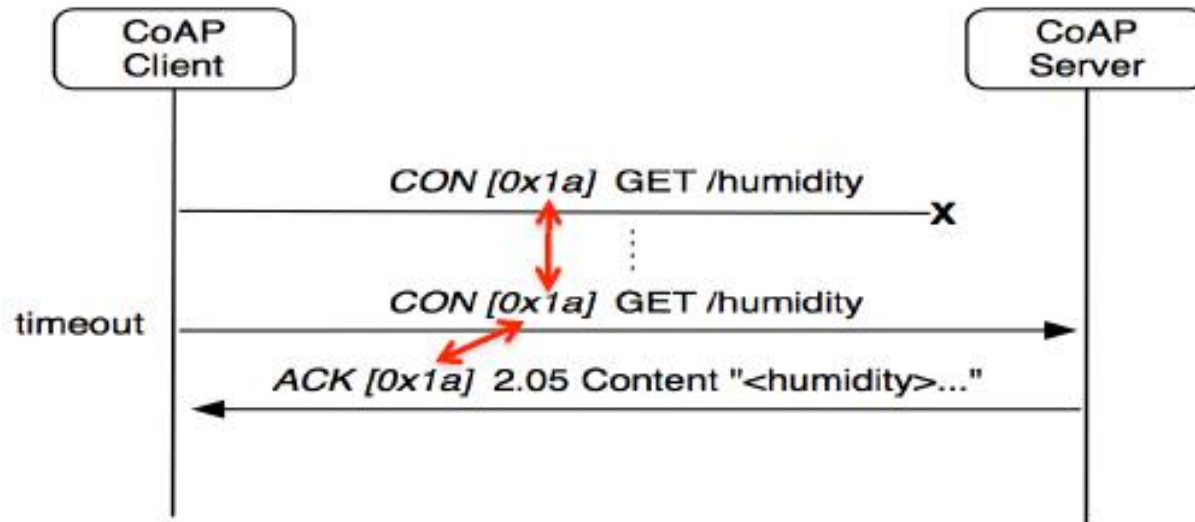 CoAP
Client
CoAP
Server
CON [0x1a] GET /humidity
x
CON [0x1a] GET /humidity
timeout
ACK [0x1a] 2.05 Content "<humidity>..."